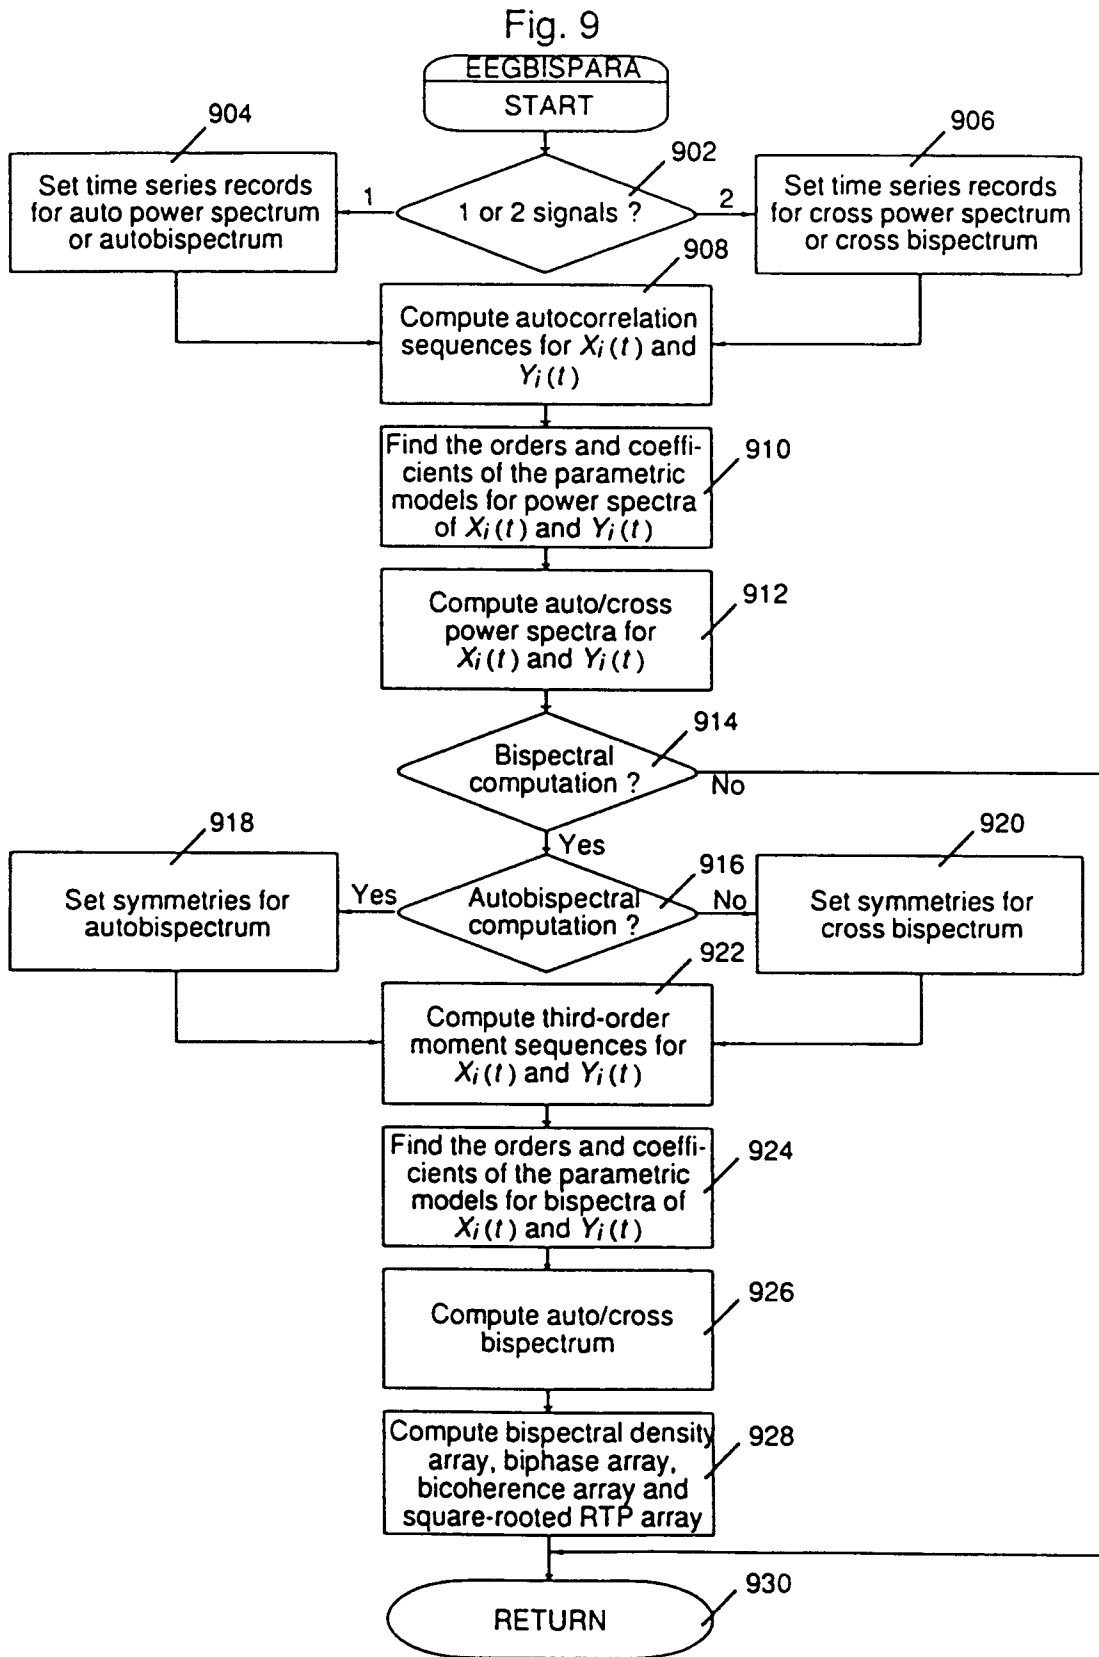 Fig. 9
EEGBISPARA
START
904
902
906
Set time series records
for auto power spectrum
or autobispectrum
1
1 or 2 signals ?
2
Set time series records
for cross power spectrum
or cross bispectrum
908
Compute autocorrelation
sequences for Xi(t) and
Yi(t)
910
Find the orders and coeffi-
cients of the parametric
models for power spectra
of Xi(t) and Yi(t)
912
Compute auto/cross
power spectra for
Xi(t) and Yi(t)
914
Bispectral
computation ?
No
Yes
918
916
920
Set symmetries for
autobispectrum
Yes
Autobispectral
computation ?
No
Set symmetries for
cross bispectrum
922
Compute third-order
moment sequences for
Xi(t) and Yi(t)
924
Find the orders and coeffi-
cients of the parametric
models for bispectra of
Xi(t) and Yi(t)
926
Compute auto/cross
bispectrum
928
Compute bispectral density
array, biphase array,
bicoherence array and
square-rooted RTP array
930
RETURN